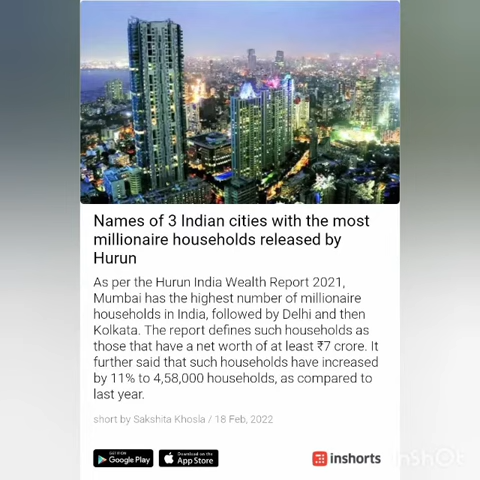 Names of 3 Indian cities with the most
millionaire households released by
Hurun
As per the Hurun India Wealth Report 2021,
Mumbai has the highest number of millionaire
households in India, followed by Delhi and then
Kolkata. The report defines such households as
those that have a net worth of at least ₹7 crore. It
further said that such households have increased
by 11% to 4,58,000 households, as compared to
last year.
short by Sakshita Khosla / 18 Feb, 2022
GET IT ON
Google Play
Download on the
App Store
inshorts
InShOt